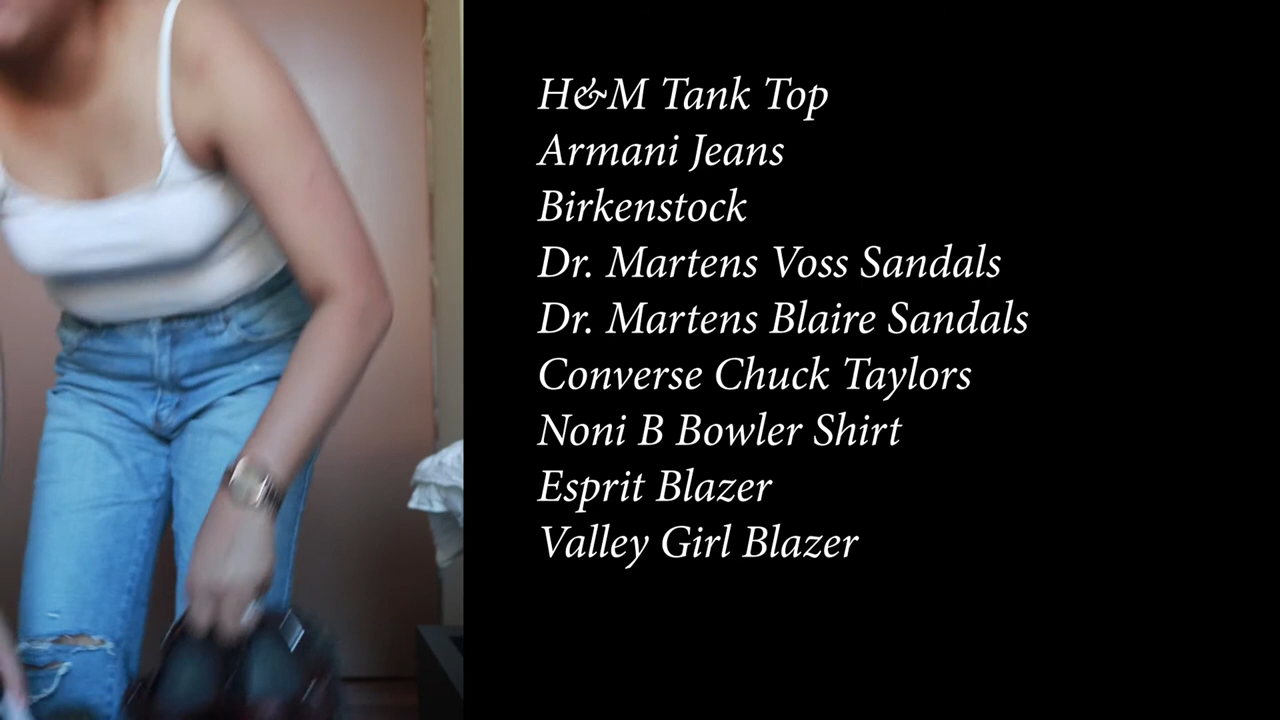 H&M Tank Top
Armani Jeans
Birkenstock
Dr. Martens Voss Sandals
Dr. Martens Blaire Sandals
Converse Chuck Taylors
Noni B Bowler Shirt
Esprit Blazer
Valley Girl Blazer